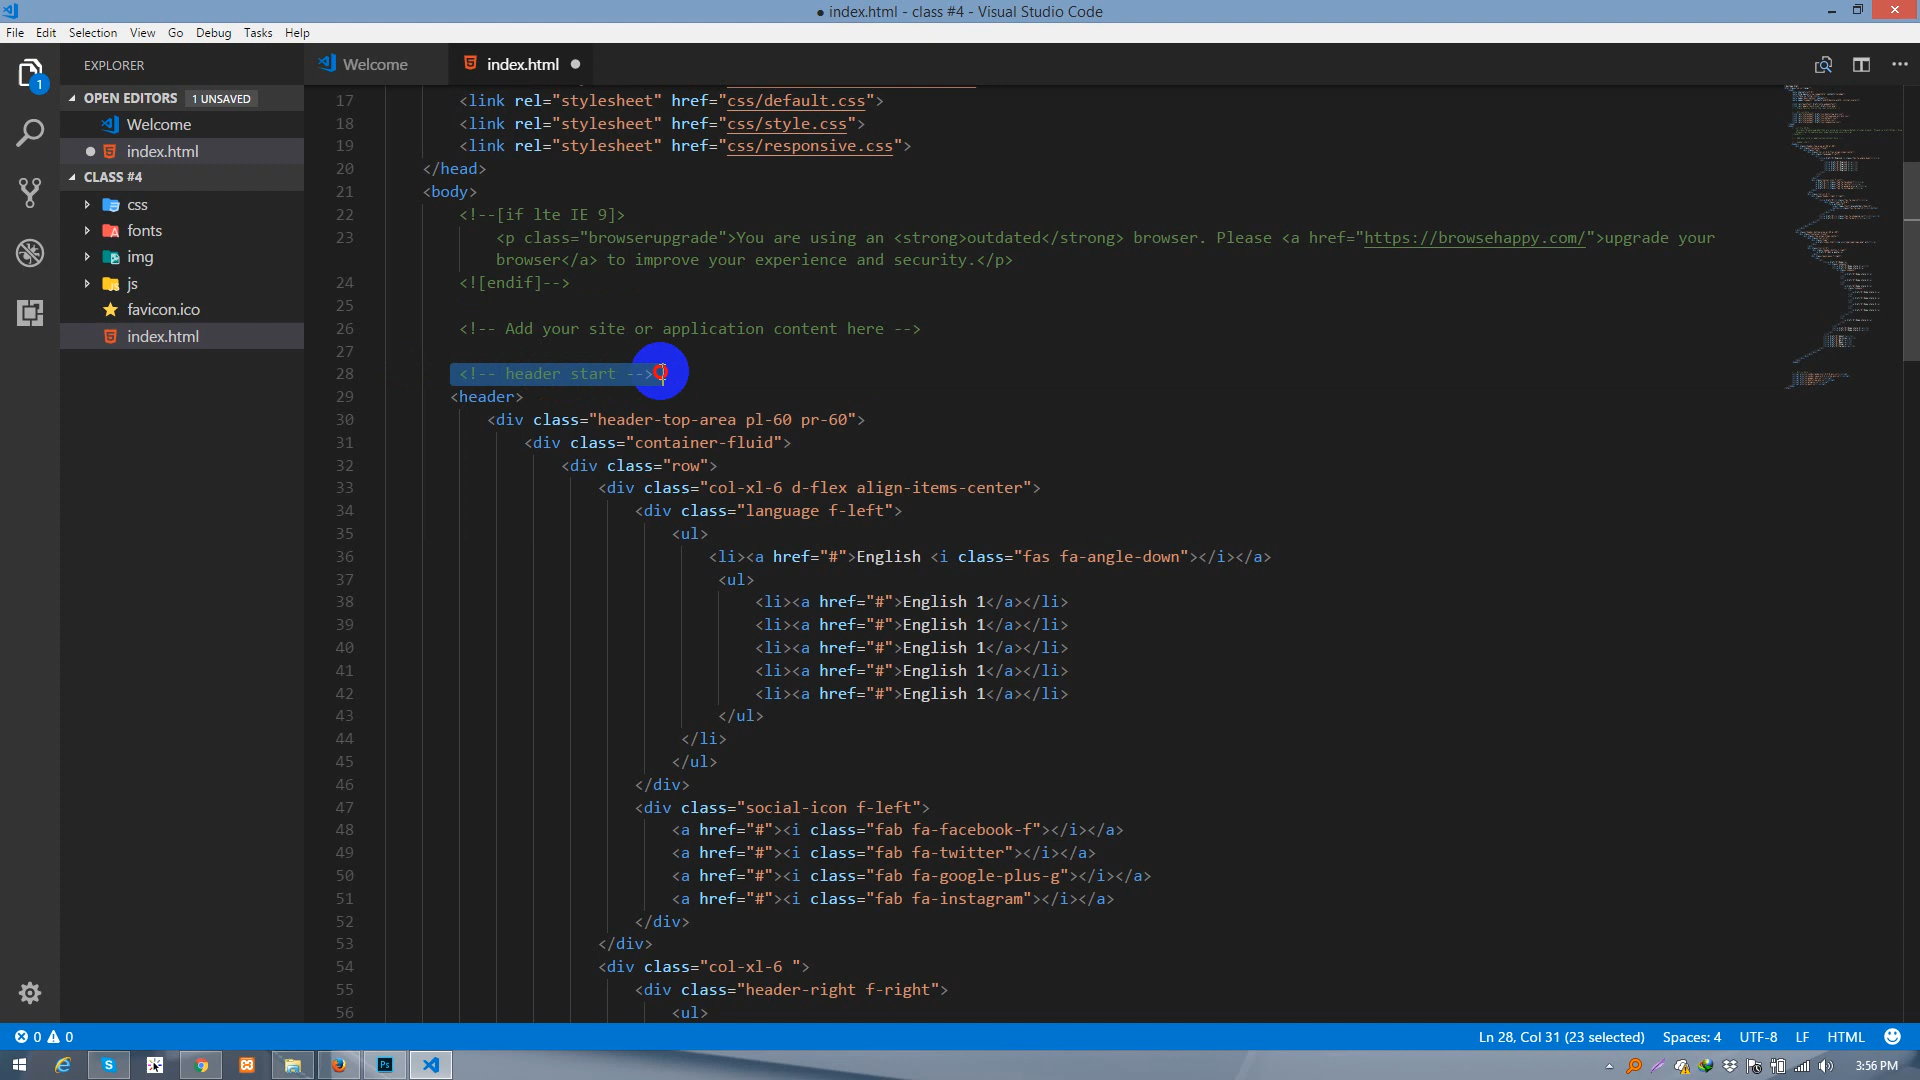 ● index.html - class #4 - Visual Studio Code
File Edit Selection View Go Debug Tasks Help
EXPLORER
OPEN EDITORS 1 UNSAVED
Welcome
index.html
CLASS #4
css
fonts
img
js
favicon.ico
index.html
1
Welcome
index.html
17 <link rel="stylesheet" href="css/default.css">
18 <link rel="stylesheet" href="css/style.css">
19 <link rel="stylesheet" href="css/responsive.css">
20 </head>
21 <body>
22 <!--[if lte IE 9]>
23 <p class="browserupgrade">You are using an <strong>outdated</strong> browser. Please <a href="https://browsehappy.com/">upgrade your
browser</a> to improve your experience and security.</p>
24 <![endif]-->
25
26 <!-- Add your site or application content here -->
27
28 <!-- header start -->
29 <header>
30 <div class="header-top-area pl-60 pr-60">
31 <div class="container-fluid">
32 <div class="row">
33 <div class="col-xl-6 d-flex align-items-center">
34 <div class="language f-left">
35 <ul>
36 <li><a href="#">English <i class="fas fa-angle-down"></i></a>
37 <ul>
38 <li><a href="#">English 1</a></li>
39 <li><a href="#">English 1</a></li>
40 <li><a href="#">English 1</a></li>
41 <li><a href="#">English 1</a></li>
42 <li><a href="#">English 1</a></li>
43 </ul>
44 </li>
45 </ul>
46 </div>
47 <div class="social-icon f-left">
48 <a href="#"><i class="fab fa-facebook-f"></i></a>
49 <a href="#"><i class="fab fa-twitter"></i></a>
50 <a href="#"><i class="fab fa-google-plus-g"></i></a>
51 <a href="#"><i class="fab fa-instagram"></i></a>
52 </div>
53 </div>
54 <div class="col-xl-6 ">
55 <div class="header-right f-right">
56 <ul>
0 0
Ln 28, Col 31 (23 selected) Spaces: 4 UTF-8 LF HTML
3:56 PM